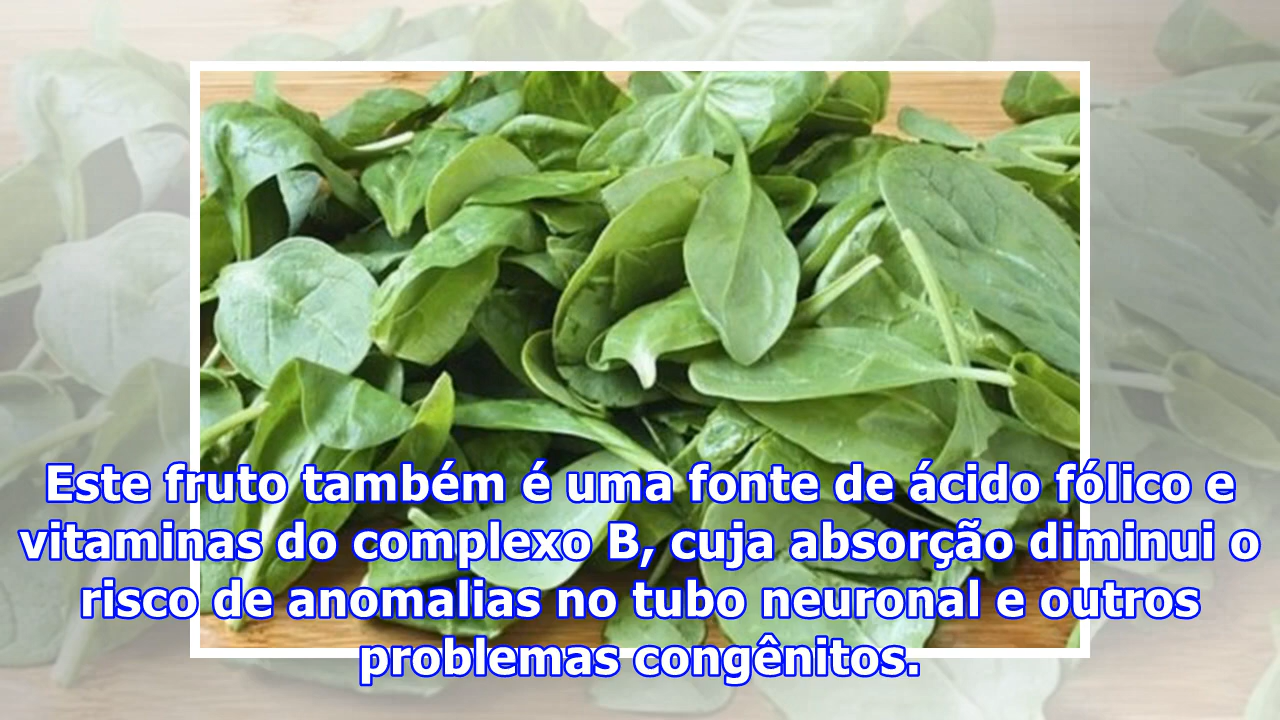 Este fruto também é uma fonte de ácido fólico e
vitaminas do complexo B, cuja absorção diminui o
risco de anomalias no tubo neuronal e outros
problemas congênitos.